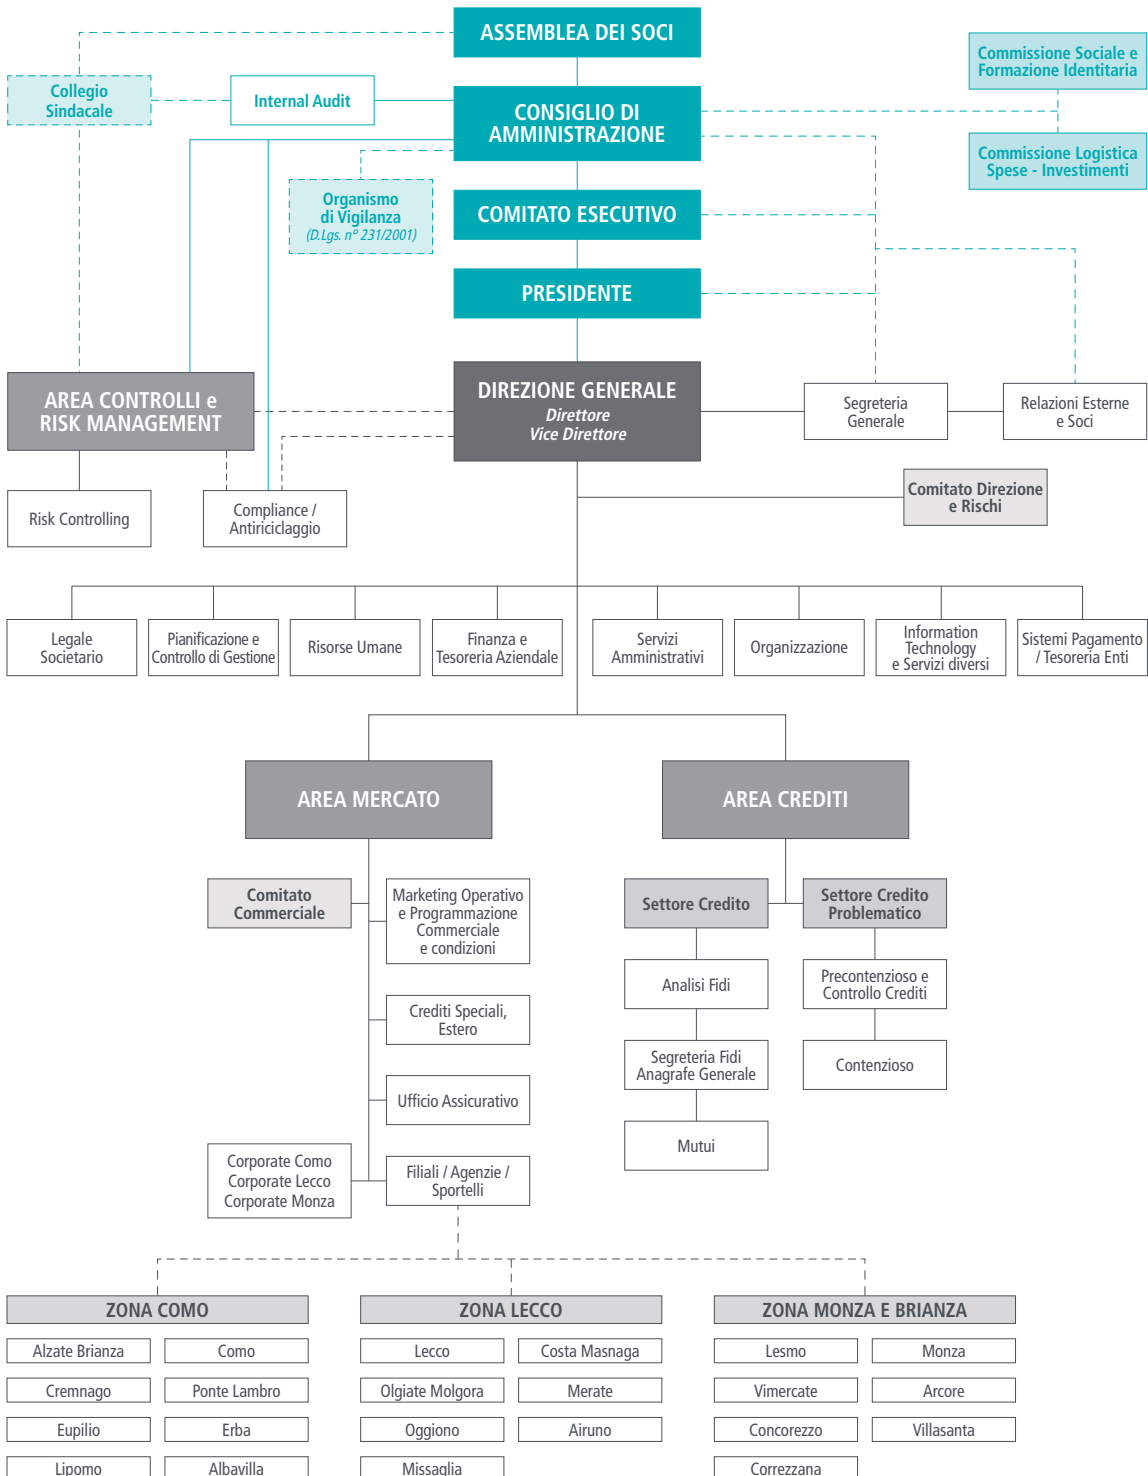 ASSEMBLEA DEI SOCI
Commissione Sociale e
Formazione Identitaria
Collegio
Sindacale
Internal Audit
CONSIGLIO DI
AMMINISTRAZIONE
Commissione Logistica
Spese - Investimenti
Organismo
di Vigilanza
(D.Lgs. n° 231/2001)
COMITATO ESECUTIVO
PRESIDENTE
AREA CONTROLLI e
RISK MANAGEMENT
DIREZIONE GENERALE
Direttore
Vice Direttore
Segreteria
Generale
Relazioni Esterne
e Soci
Risk Controlling
Compliance /
Antiriciclaggio
Comitato Direzione
e Rischi
Legale
Societario
Pianificazione e
Controllo di Gestione
Risorse Umane
Finanza e
Tesoreria Aziendale
Servizi
Amministrativi
Organizzazione
Information
Technology
e Servizi diversi
Sistemi Pagamento
/ Tesoreria Enti
AREA MERCATO
AREA CREDITI
Comitato
Commerciale
Marketing Operativo
e Programmazione
Commerciale
e condizioni
Settore Credito
Settore Credito
Problematico
Crediti Speciali,
Estero
Analisi Fidi
Precontenzioso e
Controllo Crediti
Ufficio Assicurativo
Segreteria Fidi
Anagrafe Generale
Contenzioso
Corporate Como
Corporate Lecco
Corporate Monza
Filiali / Agenzie /
Sportelli
Mutui
ZONA COMO
ZONA LECCO
ZONA MONZA E BRIANZA
Alzate Brianza
Como
Lecco
Costa Masnaga
Lesmo
Monza
Cremnago
Ponte Lambro
Olgiate Molgora
Merate
Vimercate
Arcore
Eupilio
Erba
Oggiono
Airuno
Concorezzo
Villasanta
Lipomo
Albavilla
Missaglia
Correzzana